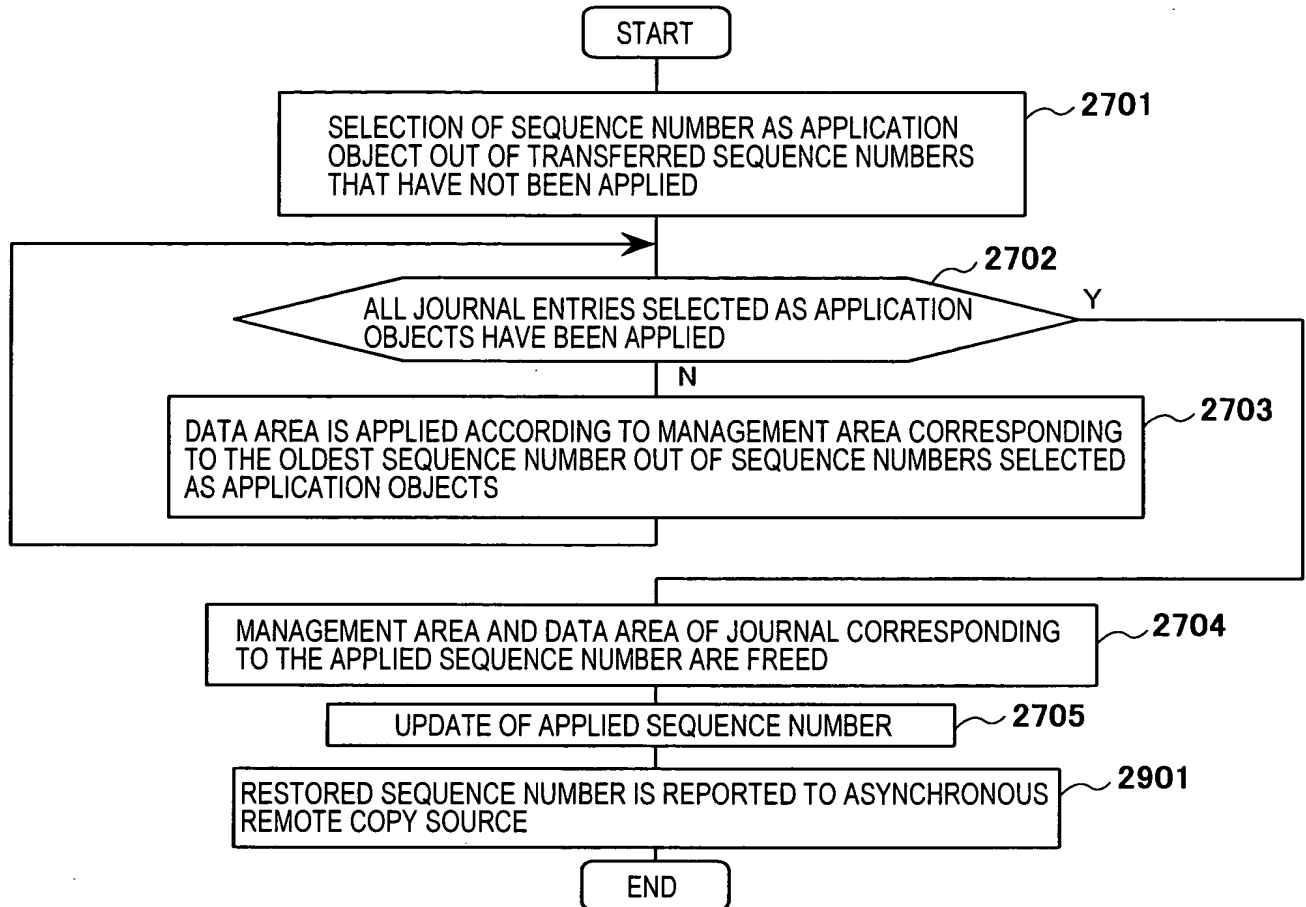 START
2701
SELECTION OF SEQUENCE NUMBER AS APPLICATION
OBJECT OUT OF TRANSFERRED SEQUENCE NUMBERS
THAT HAVE NOT BEEN APPLIED
2702
ALL JOURNAL ENTRIES SELECTED AS APPLICATION
OBJECTS HAVE BEEN APPLIED
Y
N
2703
DATA AREA IS APPLIED ACCORDING TO MANAGEMENT AREA CORRESPONDING
TO THE OLDEST SEQUENCE NUMBER OUT OF SEQUENCE NUMBERS SELECTED
AS APPLICATION OBJECTS
2704
MANAGEMENT AREA AND DATA AREA OF JOURNAL CORRESPONDING
TO THE APPLIED SEQUENCE NUMBER ARE FREED
2705
UPDATE OF APPLIED SEQUENCE NUMBER
2901
RESTORED SEQUENCE NUMBER IS REPORTED TO ASYNCHRONOUS
REMOTE COPY SOURCE
END